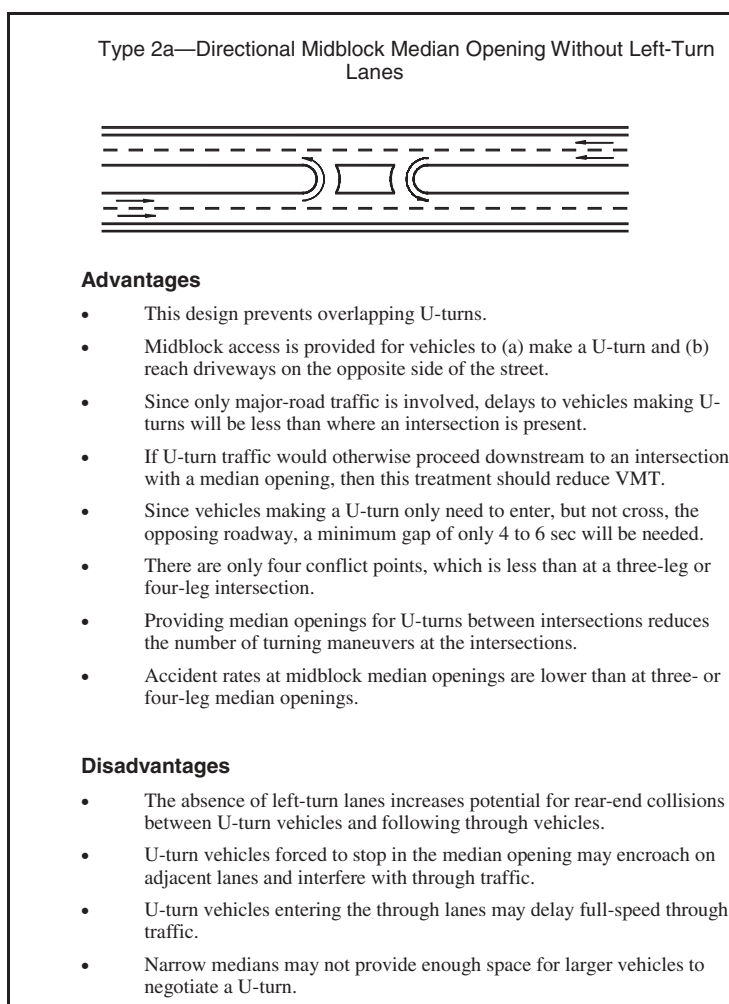 Type 2a—Directional Midblock Median Opening Without Left-Turn
Lanes
Advantages
• This design prevents overlapping U-turns.
• Midblock access is provided for vehicles to (a) make a U-turn and (b)
reach driveways on the opposite side of the street.
• Since only major-road traffic is involved, delays to vehicles making U-
turns will be less than where an intersection is present.
• If U-turn traffic would otherwise proceed downstream to an intersection
with a median opening, then this treatment should reduce VMT.
• Since vehicles making a U-turn only need to enter, but not cross, the
opposing roadway, a minimum gap of only 4 to 6 sec will be needed.
• There are only four conflict points, which is less than at a three-leg or
four-leg intersection.
• Providing median openings for U-turns between intersections reduces
the number of turning maneuvers at the intersections.
• Accident rates at midblock median openings are lower than at three- or
four-leg median openings.
Disadvantages
• The absence of left-turn lanes increases potential for rear-end collisions
between U-turn vehicles and following through vehicles.
• U-turn vehicles forced to stop in the median opening may encroach on
adjacent lanes and interfere with through traffic.
• U-turn vehicles entering the through lanes may delay full-speed through
traffic.
• Narrow medians may not provide enough space for larger vehicles to
negotiate a U-turn.